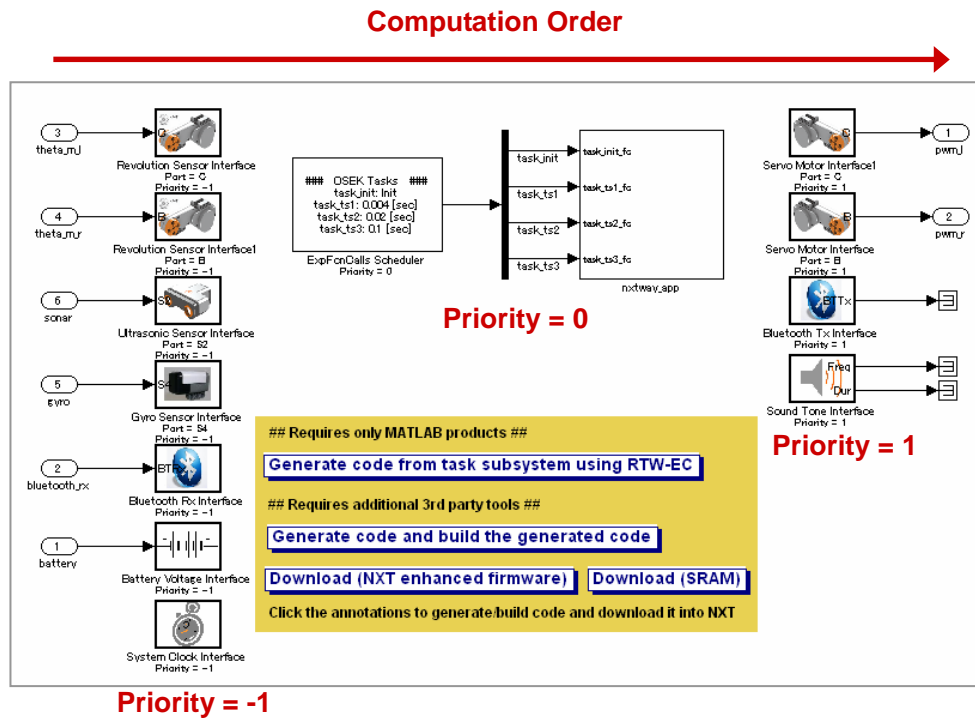 Computation Order
3
theta_m_l
C
Revolution Sensor Interface
Port = C
Priority = -1
4
theta_m_r
B
Revolution Sensor Interface1
Port = B
Priority = -1
6
sonar
S2
Ultrasonic Sensor Interface
Port = S2
Priority = -1
5
gyro
S4
Gyro Sensor Interface
Port = S4
Priority = -1
2
bluetooth_rx
Bluetooth Rx Interface
Priority = -1
1
battery
Battery Voltage Interface
Priority = -1
System Clock Interface
Priority = -1
Priority = -1
### OSEK Tasks ###
task_init: Init
task_ts1: 0.004 [sec]
task_ts2: 0.02 [sec]
task_ts3: 0.1 [sec]
ExpFcnCalls Scheduler
Priority = 0
task_init
task_ts1
task_ts2
task_ts3
task_init_fc
task_ts1_fc
task_ts2_fc
task_ts3_fc
nxtway_app
Priority = 0
## Requires only MATLAB products ##
Generate code from task subsystem using RTW-EC
## Requires additional 3rd party tools ##
Generate code and build the generated code
Download (NXT enhanced firmware) Download (SRAM)
Click the annotations to generate/build code and download it into NXT
C
1
pwm_l
Servo Motor Interface1
Port = C
Priority = 1
B
2
pwm_r
Servo Motor Interface
Port = B
Priority = 1
BTTx
Bluetooth Tx Interface
Priority = 1
Freq
Dur
Sound Tone Interface
Priority = 1
Priority = 1